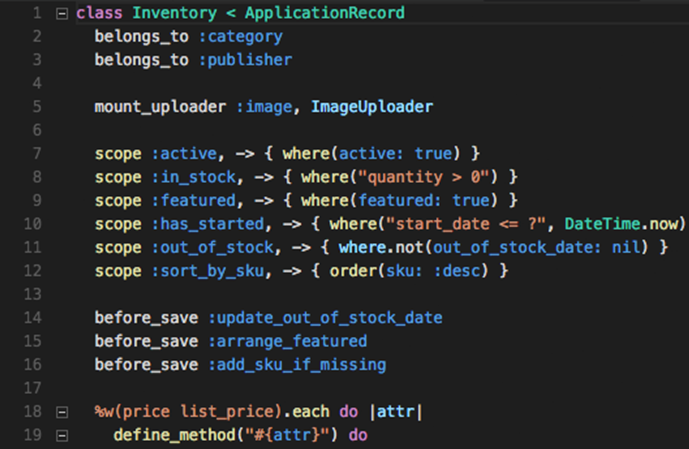 1 class Inventory < ApplicationRecord
2 belongs_to :category
3 belongs_to :publisher
4
5 mount_uploader :image, ImageUploader
6
7 scope :active, -> { where(active: true) }
8 scope :in_stock, -> { where("quantity > 0") }
9 scope :featured, -> { where(featured: true) }
10 scope :has_started, -> { where("start_date <= ?", DateTime.now)
11 scope :out_of_stock, -> { where.not(out_of_stock_date: nil) }
12 scope :sort_by_sku, -> { order(sku: :desc) }
13
14 before_save :update_out_of_stock_date
15 before_save :arrange_featured
16 before_save :add_sku_if_missing
17
18 %w(price list_price).each do |attr|
19 define_method("#{attr}") do